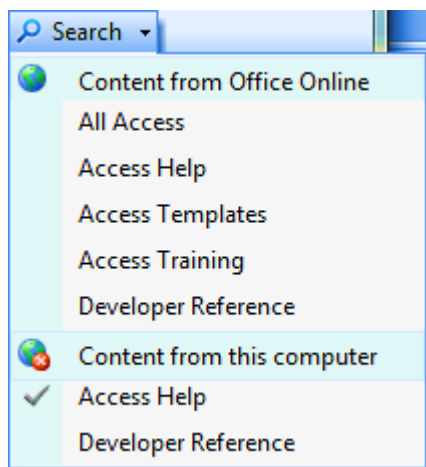 Search
Content from Office Online
All Access
Access Help
Access Templates
Access Training
Developer Reference
Content from this computer
Access Help
Developer Reference